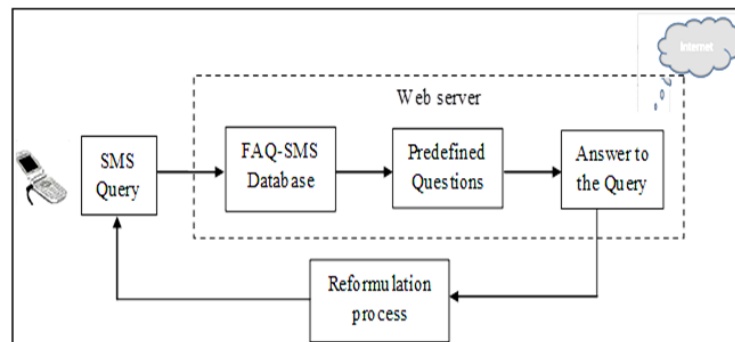 Internet
Web server
SMS
Query
FAQ-SMS
Database
Predefined
Questions
Answer to
the Query
Reformulation
process